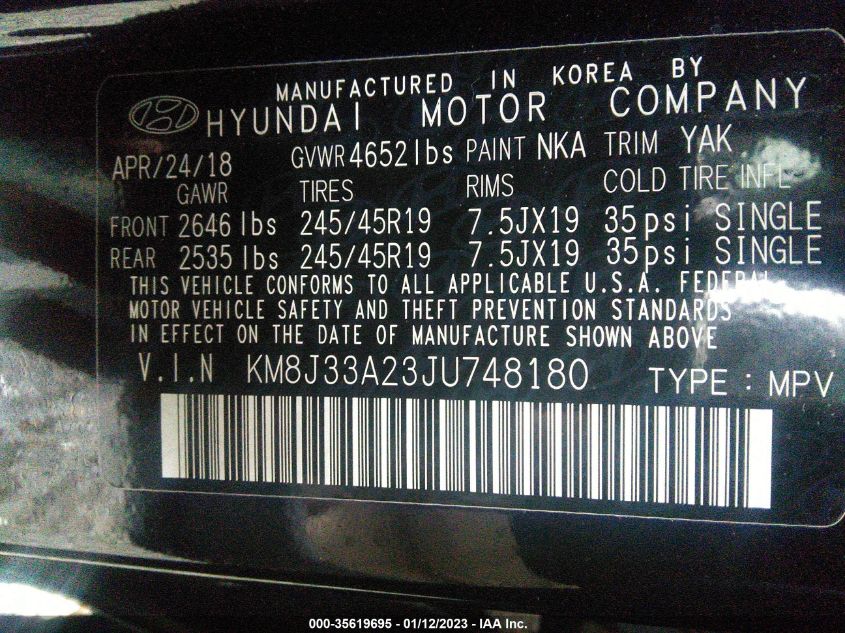 MANUFACTURED IN KOREA BY
HYUNDAI MOTOR COMPANY
APR/24/18 GVWR 4652lbs PAINT NKA TRIM YAK
GAWR TIRES RIMS COLD TIRE INFL
FRONT 2646 lbs 245/45R19 7.5JX19 35psi SINGLE
REAR 2535 lbs 245/45R19 7.5JX19 35psi SINGLE
THIS VEHICLE CONFORMS TO ALL APPLICABLE U.S.A. FEDERAL
MOTOR VEHICLE SAFETY AND THEFT PREVENTION STANDARDS
IN EFFECT ON THE DATE OF MANUFACTURE SHOWN ABOVE
V.I.N KM8J33A23JU748180 TYPE : MPV
000-35619695 - 01/12/2023 - IAA Inc.